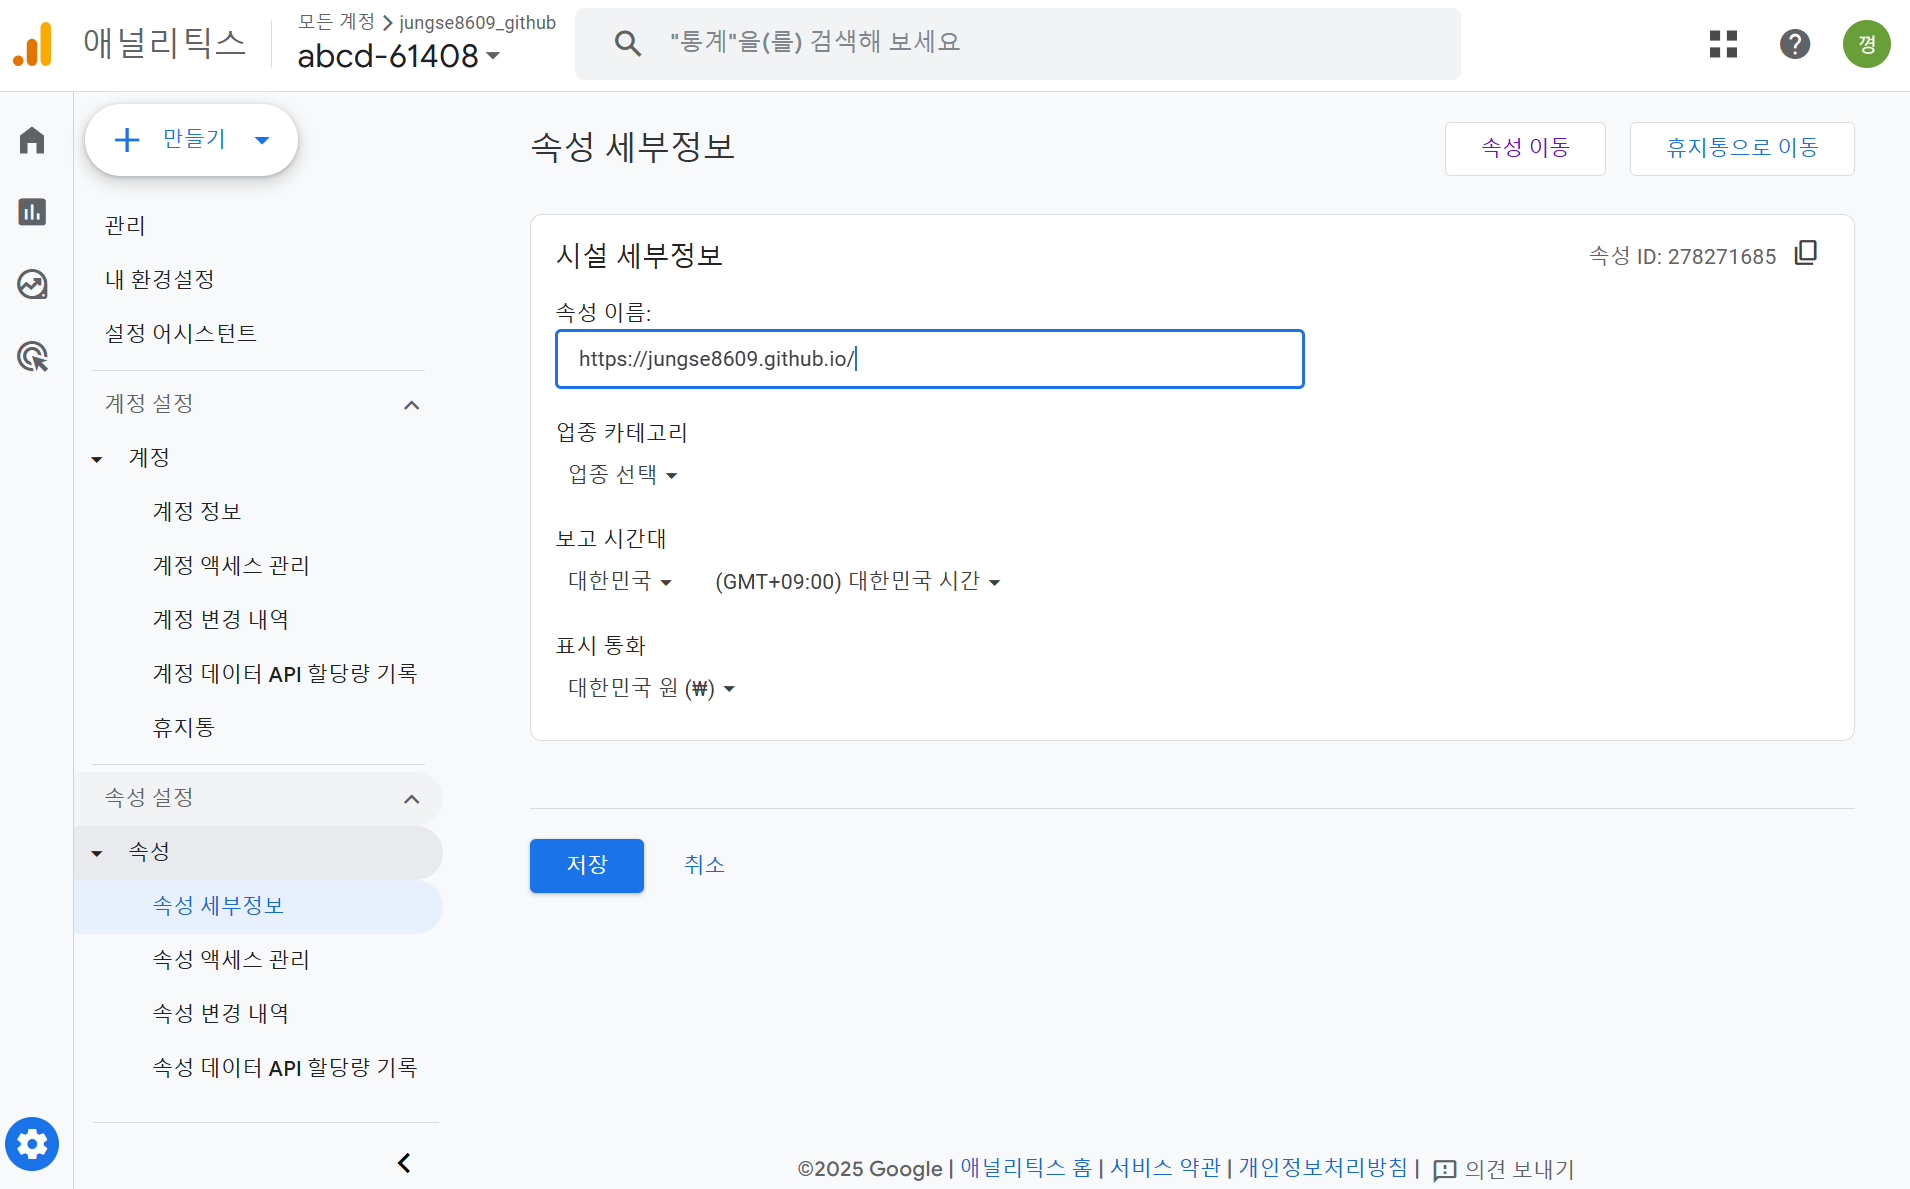 애널리틱스
모든 계정 > jungse8609_github
abcd-61408
"통계"을(를) 검색해 보세요
꼉
만들기
관리
내 환경설정
설정 어시스턴트
계정 설정
계정
계정 정보
계정 액세스 관리
계정 변경 내역
계정 데이터 API 할당량 기록
휴지통
속성 설정
속성
속성 세부정보
속성 액세스 관리
속성 변경 내역
속성 데이터 API 할당량 기록
속성 세부정보
속성 이동
휴지통으로 이동
시설 세부정보
속성 ID: 278271685
속성 이름:
https://jungse8609.github.io/
업종 카테고리
업종 선택
보고 시간대
대한민국 (GMT+09:00) 대한민국 시간
표시 통화
대한민국 원 (₩)
저장 취소
©2025 Google | 애널리틱스 홈 | 서비스 약관 | 개인정보처리방침 | 의견 보내기